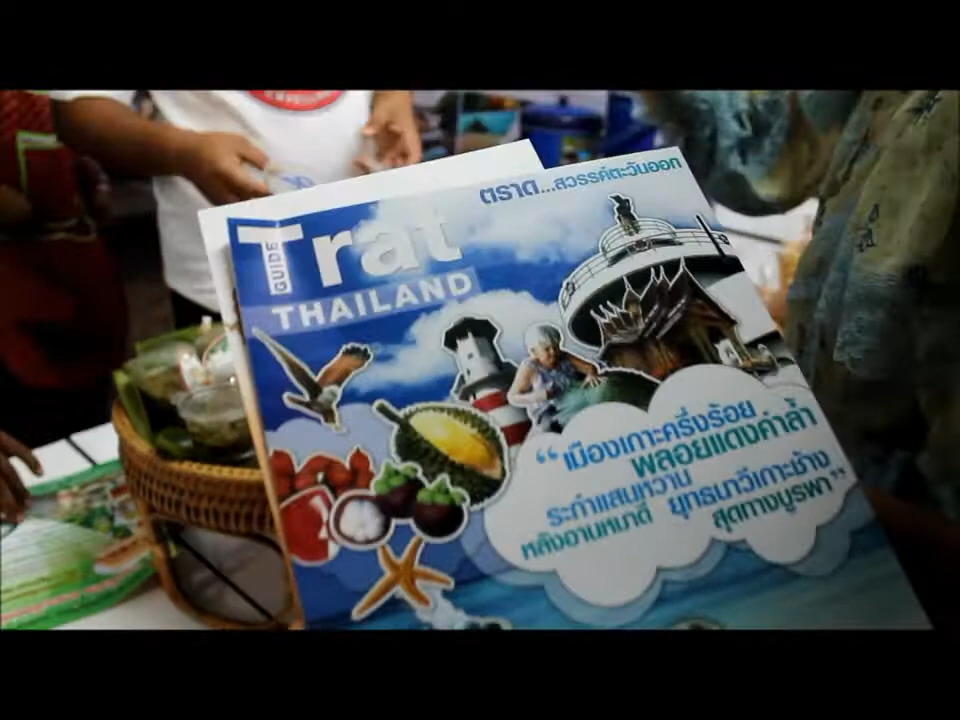 ตราด...สวรรค์ตะวันออก
Trat
GUIDE
THAILAND
“เมืองเกาะครึ่งร้อย
พลอยแดงค่าล้ำ
ระกำแสนหวาน
หลังอานหมาดี
ยุทธนาวีเกาะช้าง
สุดทางบูรพา”